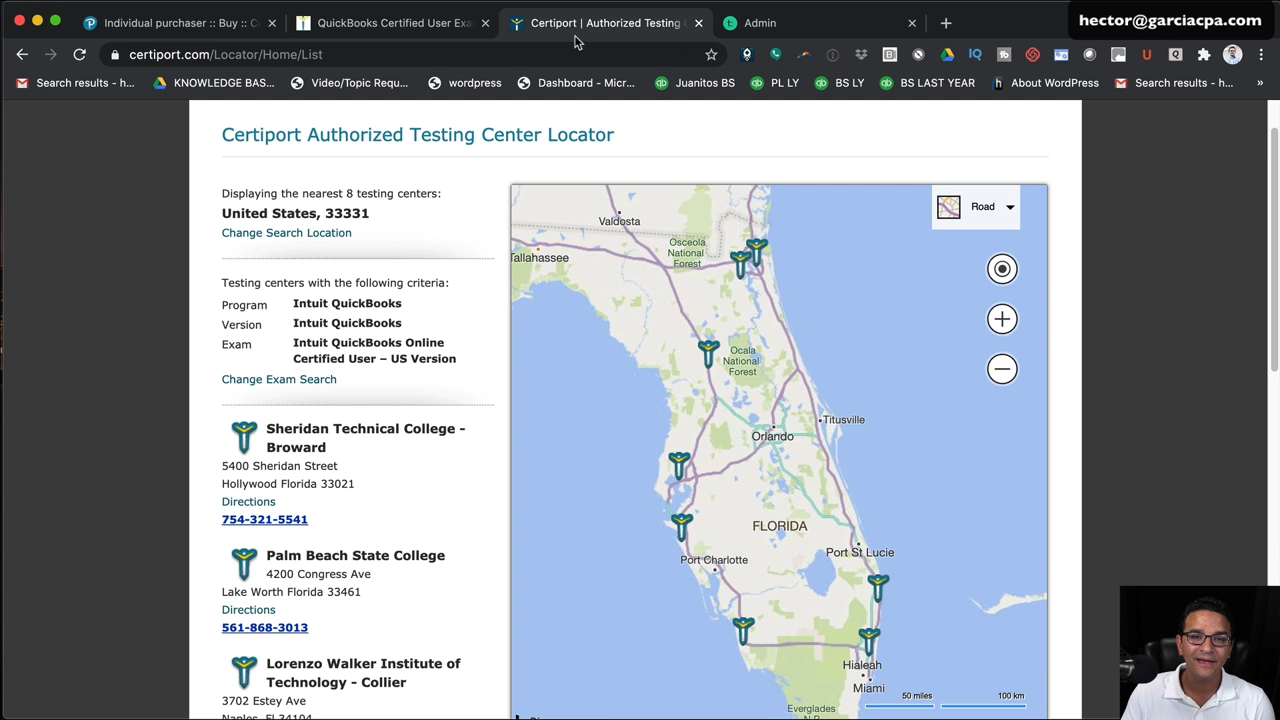 Individual purchaser :: Buy :: C
QuickBooks Certified User Exa
Certiport | Authorized Testing
Admin
hector@garciacpa.com
certiport.com/Locator/Home/List
Search results - h...
KNOWLEDGE BAS...
Video/Topic Requ...
wordpress
Dashboard - Micr...
Juanitos BS
PL LY
BS LY
BS LAST YEAR
About WordPress
Search results - h...
»
Certiport Authorized Testing Center Locator
Displaying the nearest 8 testing centers:
United States, 33331
Change Search Location
Testing centers with the following criteria:
Program Intuit QuickBooks
Version Intuit QuickBooks
Exam Intuit QuickBooks Online
Certified User – US Version
Change Exam Search
Sheridan Technical College -
Broward
5400 Sheridan Street
Hollywood Florida 33021
Directions
754-321-5541
Palm Beach State College
4200 Congress Ave
Lake Worth Florida 33461
Directions
561-868-3013
Lorenzo Walker Institute of
Technology - Collier
3702 Estey Ave
Naples, FL 34104
Road
Valdosta
Tallahassee
Osceola
National
Forest
Ocala
National
Forest
Titusville
Orlando
FLORIDA
Port St Lucie
Port Charlotte
Hialeah
Miami
Everglades
50 miles
100 km